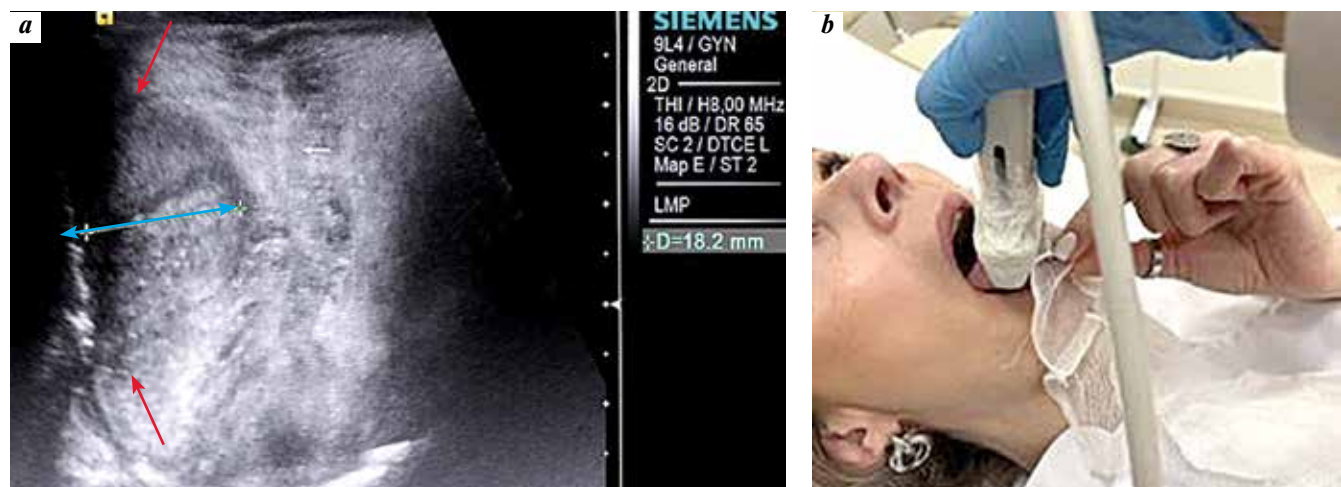 a
SIEMENS
9L4 / GYN
General
2D
THI / H8,00 MHz
16 dB / DR 65
SC 2 / DTCE L
Map E / ST 2
LMP
D=18.2 mm
b